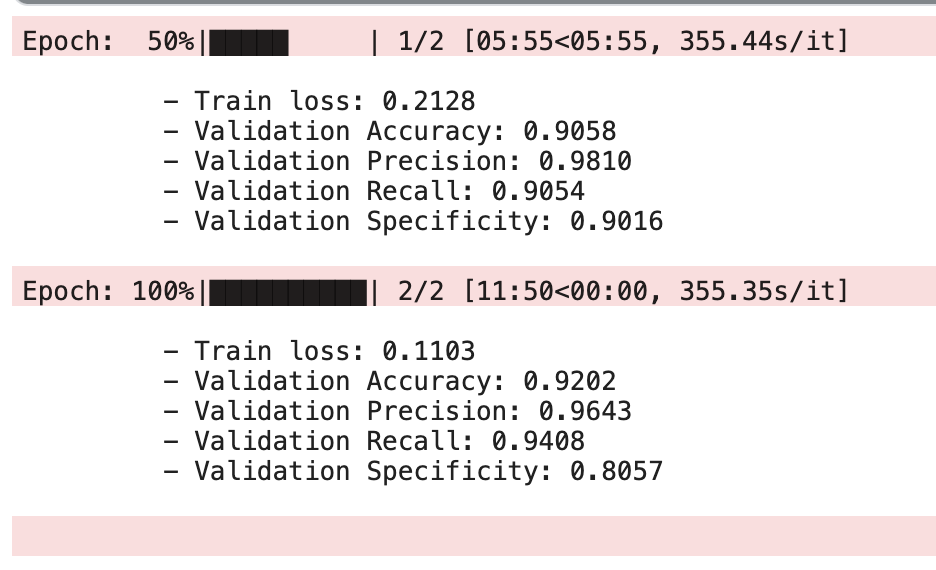 Epoch:  50%|█████     | 1/2 [05:55<05:55, 355.44s/it]
– Train loss: 0.2128
– Validation Accuracy: 0.9058
– Validation Precision: 0.9810
– Validation Recall: 0.9054
– Validation Specificity: 0.9016
Epoch: 100%|██████████| 2/2 [11:50<00:00, 355.35s/it]
– Train loss: 0.1103
– Validation Accuracy: 0.9202
– Validation Precision: 0.9643
– Validation Recall: 0.9408
– Validation Specificity: 0.8057